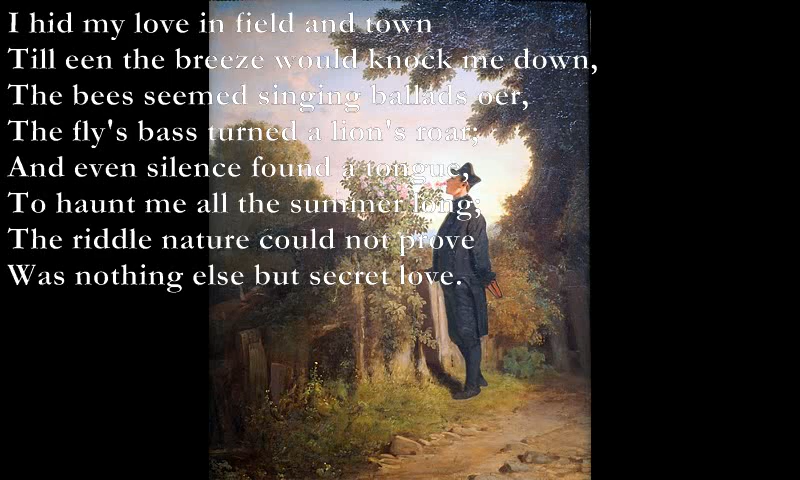 I hid my love in field and town
Till een the breeze would knock me down,
The bees seemed singing ballads oer,
The fly's bass turned a lion's roar;
And even silence found a tongue,
To haunt me all the summer long;
The riddle nature could not prove
Was nothing else but secret love.